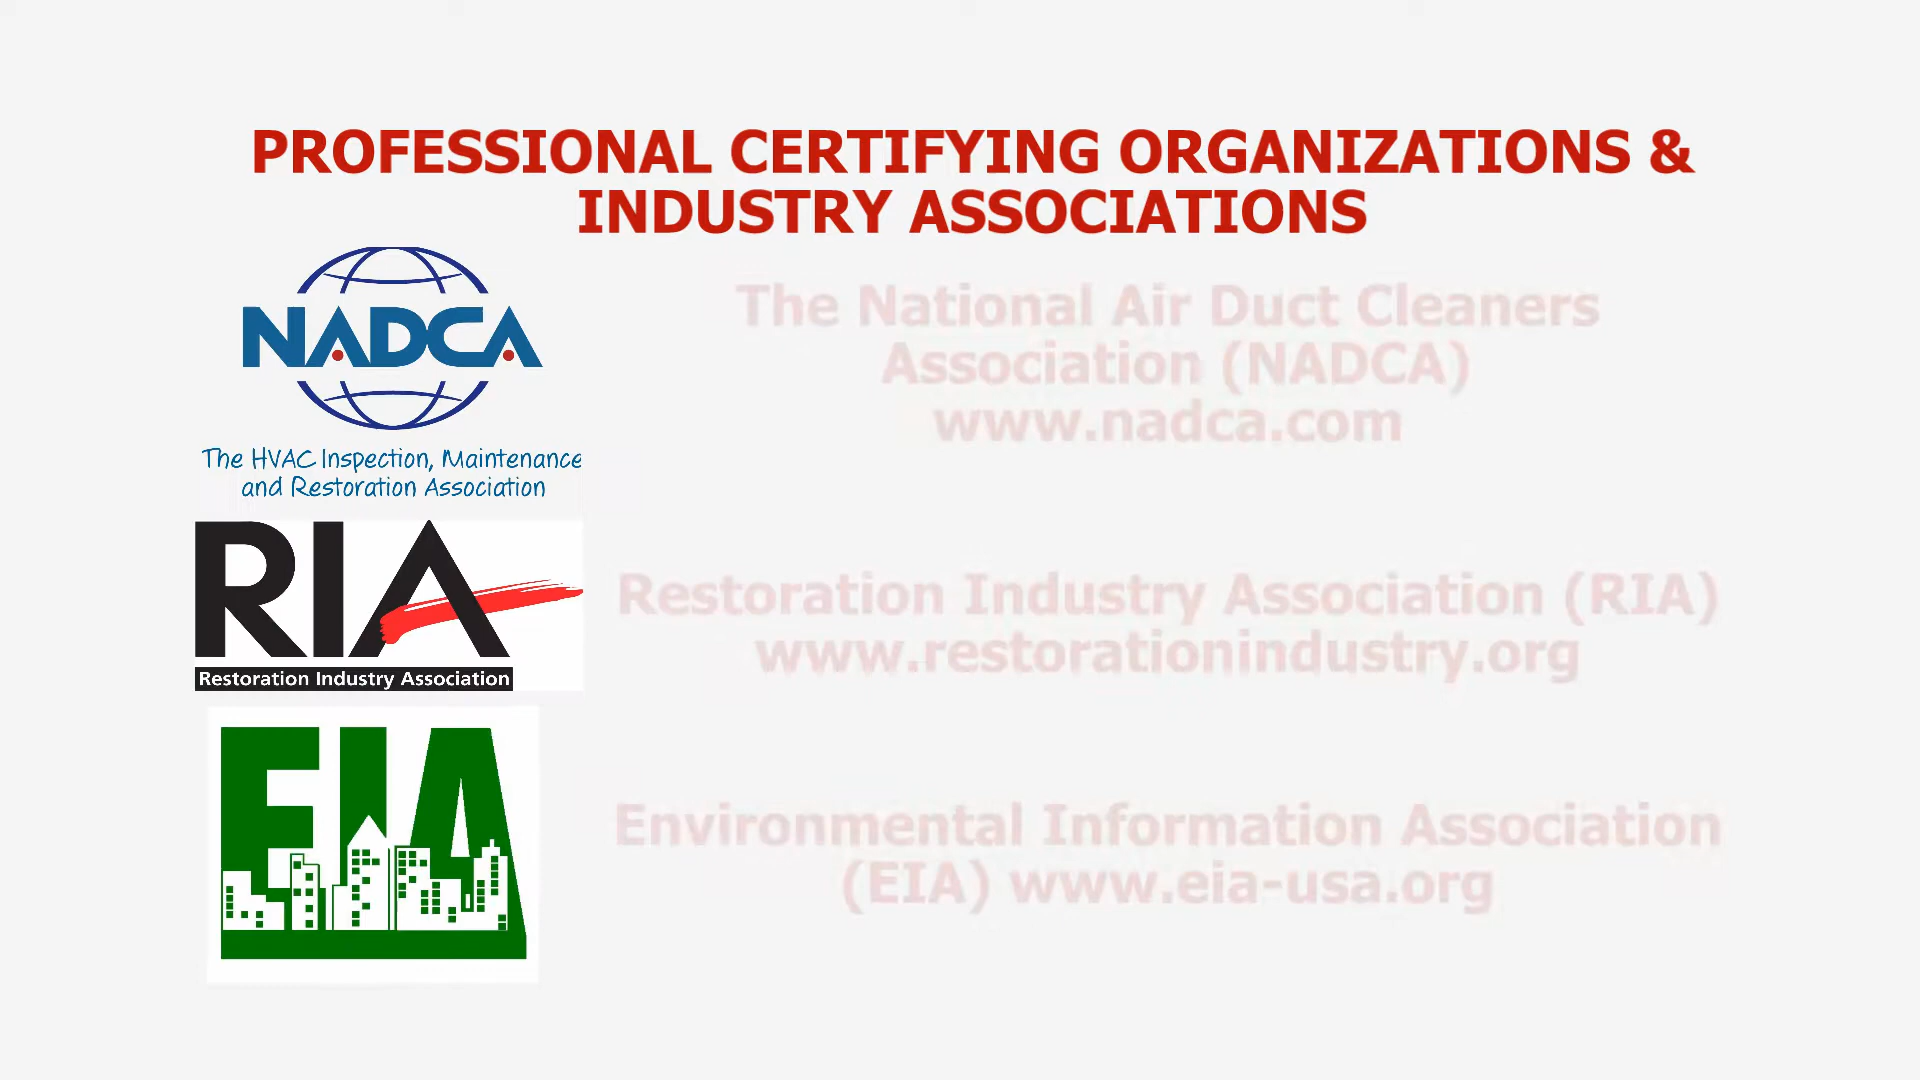 PROFESSIONAL CERTIFYING ORGANIZATIONS &
INDUSTRY ASSOCIATIONS
NADCA
The HVAC Inspection, Maintenance
and Restoration Association
The National Air Duct Cleaners
Association (NADCA)
www.nadca.com
RIA
Restoration Industry Association
Restoration Industry Association (RIA)
www.restorationindustry.org
EIA
Environmental Information Association
(EIA) www.eia-usa.org